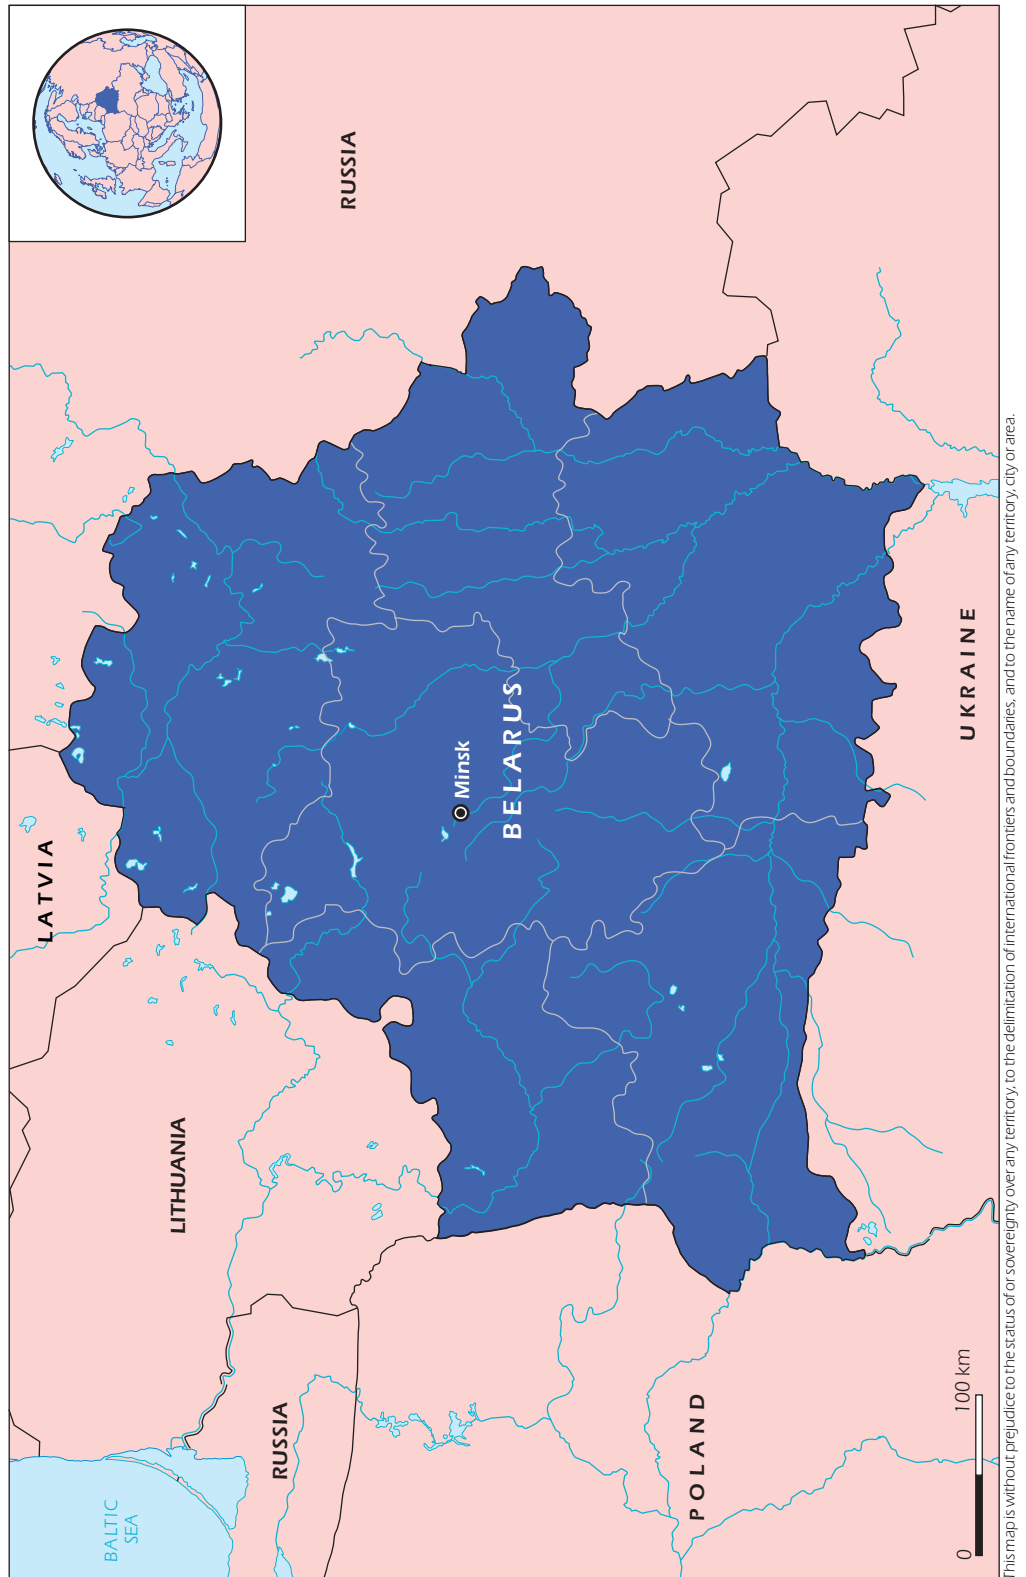 RUSSIA
LATVIA
LITHUANIA
Minsk
BELARUS
BALTIC
SEA
RUSSIA
POLAND
UKRAINE
0 100 km
This map is without prejudice to the status of or sovereignty over any territory, to the delimitation of international frontiers and boundaries, and to the name of any territory, city or area.